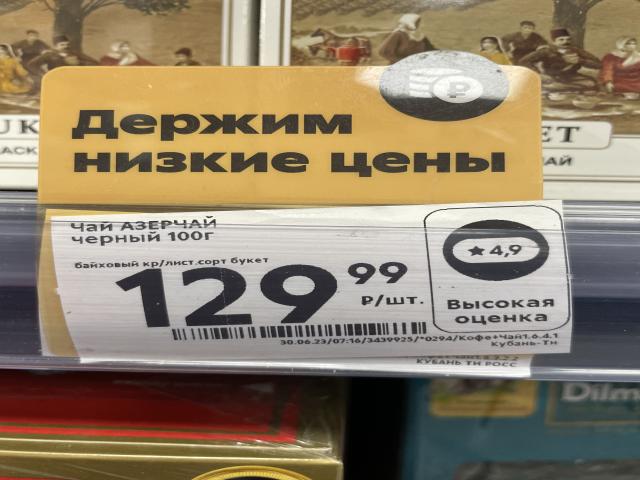 UK
ET
АЙ
Держим
низкие цены
Чай АЗЕРЧАЙ
черный 100г
байховый кр/лист.сорт букет
129 99
₽/шт.
★ 4,9
Высокая
оценка
30.06.23/07:16/3439925/*0294/Кофе+Чай1.6.4.1
Кубань-Тн
КУБАНЬ ТН РОСС
Dilm